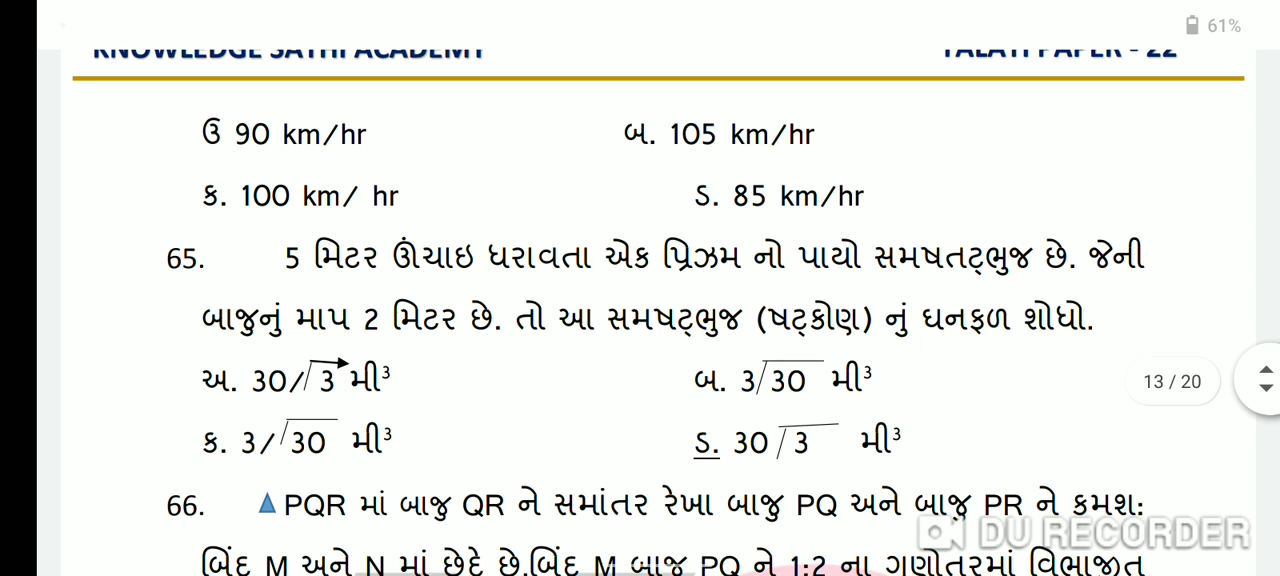 61%
KNOWLEDGE SATHI ACADEMY TALATI PAPER - 22
ઉ 90 km/hr બ. 105 km/hr
ક. 100 km/ hr ડ. 85 km/hr
65. 5 મિટર ઊંચાઇ ધરાવતા એક પ્રિઝમ નો પાયો સમષતટ્ભુજ છે. જેની
બાજુનું માપ 2 મિટર છે. તો આ સમષટ્ભુજ (ષટ્કોણ) નું ઘનફળ શોધો.
અ. 30/√3 મી³ બ. 3√30 મી³
13 / 20
ક. 3/√30 મી³ ડ. 30√3 મી³
66. ▲ PQR માં બાજુ QR ને સમાંતર રેખા બાજુ PQ અને બાજુ PR ને ક્મશ:
DU RECORDER
બિંદ M અને N માં છેદે છે.બિંદ M બાજ PQ ને 1:2 ના ગણોતરમાં વિભાજીત